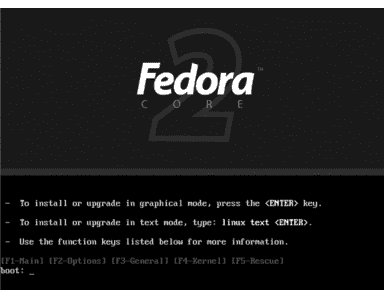 2
Fedora™
CORE
- To install or upgrade in graphical mode, press the <ENTER> key.
- To install or upgrade in text mode, type: linux text <ENTER>.
- Use the function keys listed below for more information.
[F1-Main] [F2-Options] [F3-General] [F4-Kernel] [F5-Rescue]
boot: _